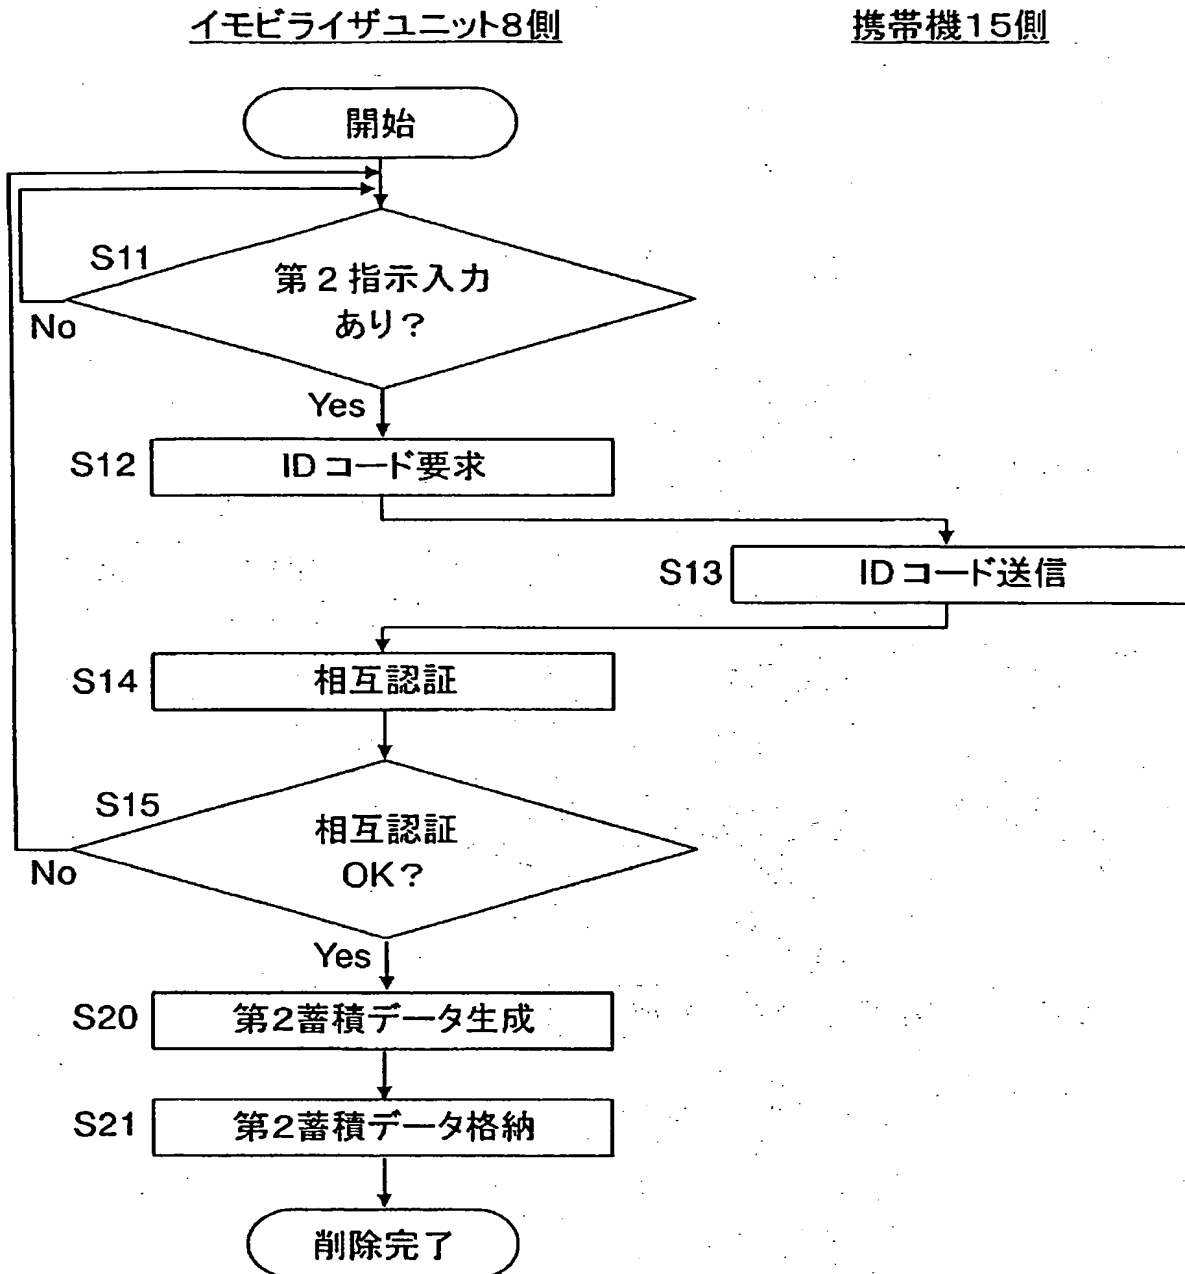 イモビライザユニット8側
携帯機15側
開始
S11
第2指示入力
あり?
No
Yes
S12
IDコード要求
S13
IDコード送信
S14
相互認証
S15
相互認証
OK?
No
Yes
S20
第2蓄積データ生成
S21
第2蓄積データ格納
削除完了